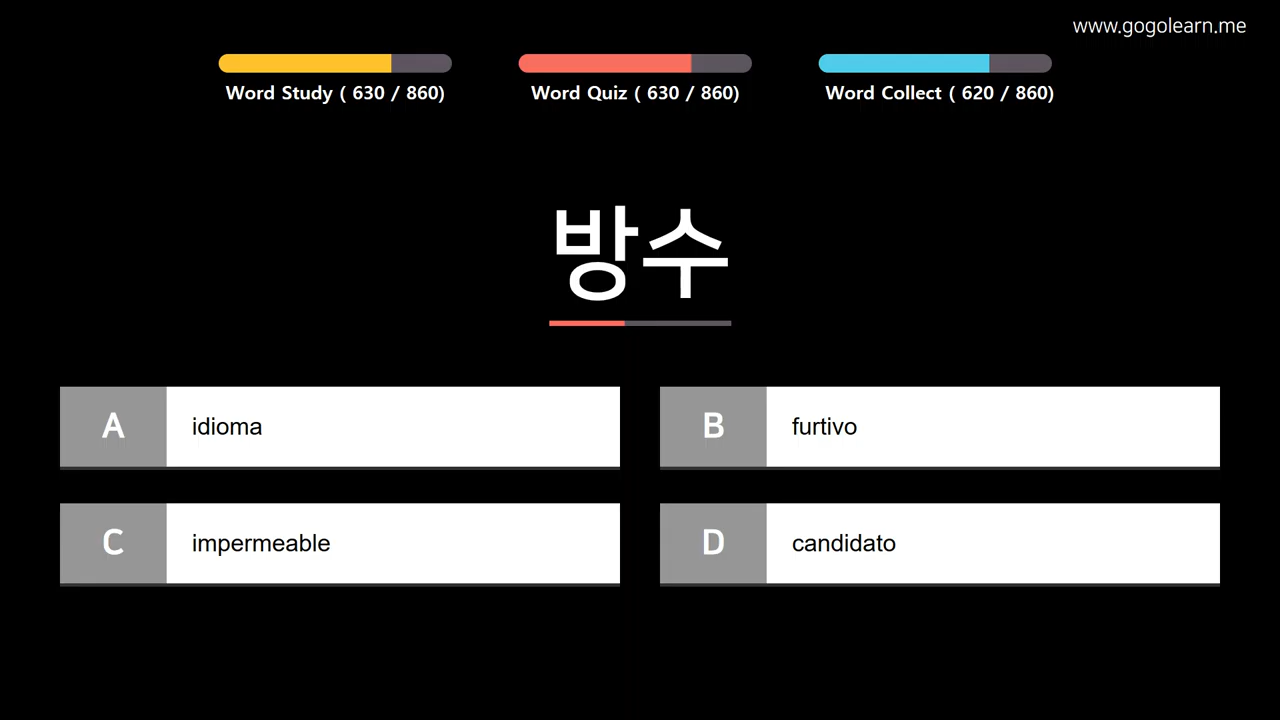 www.gogolearn.me
Word Study ( 630 / 860)
Word Quiz ( 630 / 860)
Word Collect ( 620 / 860)
방수
A idioma
B furtivo
C impermeable
D candidato